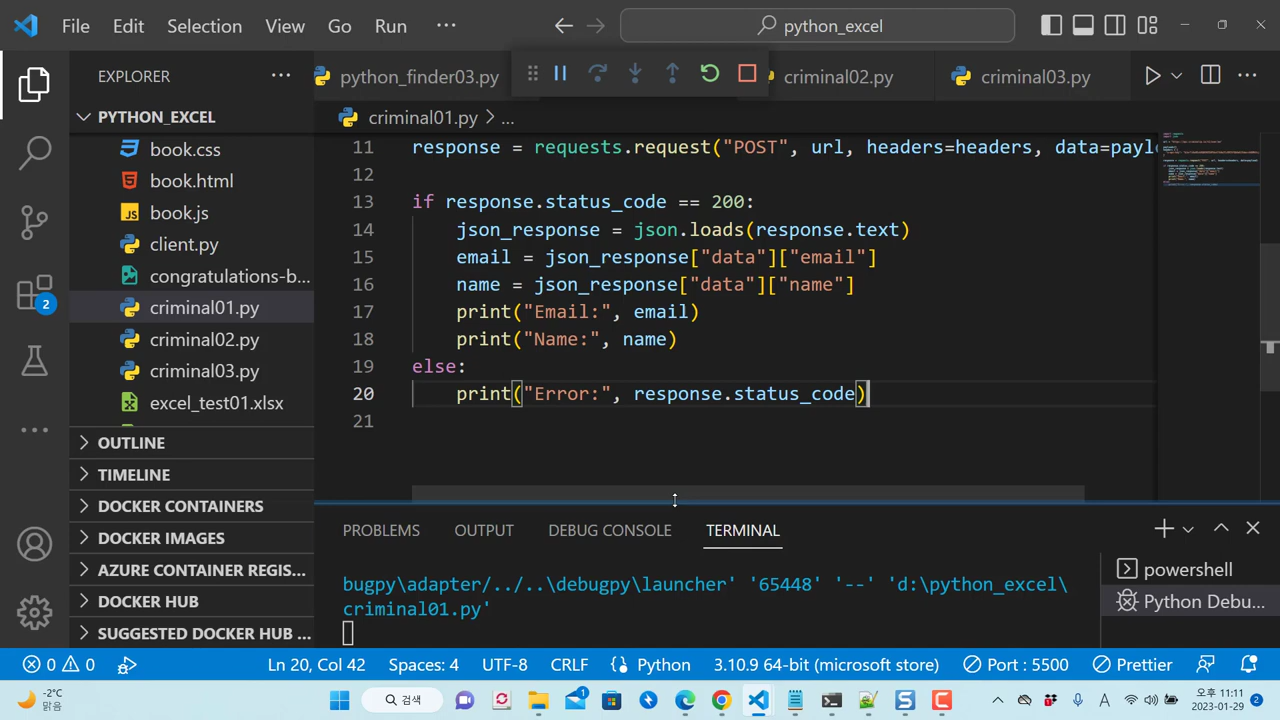 File Edit Selection View Go Run ··· python_excel
EXPLORER ···
PYTHON_EXCEL
book.css
book.html
book.js
client.py
congratulations-b...
criminal01.py
criminal02.py
criminal03.py
excel_test01.xlsx
OUTLINE
TIMELINE
DOCKER CONTAINERS
DOCKER IMAGES
AZURE CONTAINER REGIS...
DOCKER HUB
SUGGESTED DOCKER HUB ...
2
python_finder03.py criminal02.py criminal03.py
criminal01.py > ...
11 response = requests.request("POST", url, headers=headers, data=paylo
12
13 if response.status_code == 200:
14 json_response = json.loads(response.text)
15 email = json_response["data"]["email"]
16 name = json_response["data"]["name"]
17 print("Email:", email)
18 print("Name:", name)
19 else:
20 print("Error:", response.status_code)
21
PROBLEMS OUTPUT DEBUG CONSOLE TERMINAL
bugpy\adapter/../..\debugpy\launcher' '65448' '--' 'd:\python_excel\
criminal01.py'
powershell
Python Debu...
0 0 Ln 20, Col 42 Spaces: 4 UTF-8 CRLF Python 3.10.9 64-bit (microsoft store) Port : 5500 Prettier
-2°C
맑음
검색
1
A
오후 11:11
2023-01-29
2